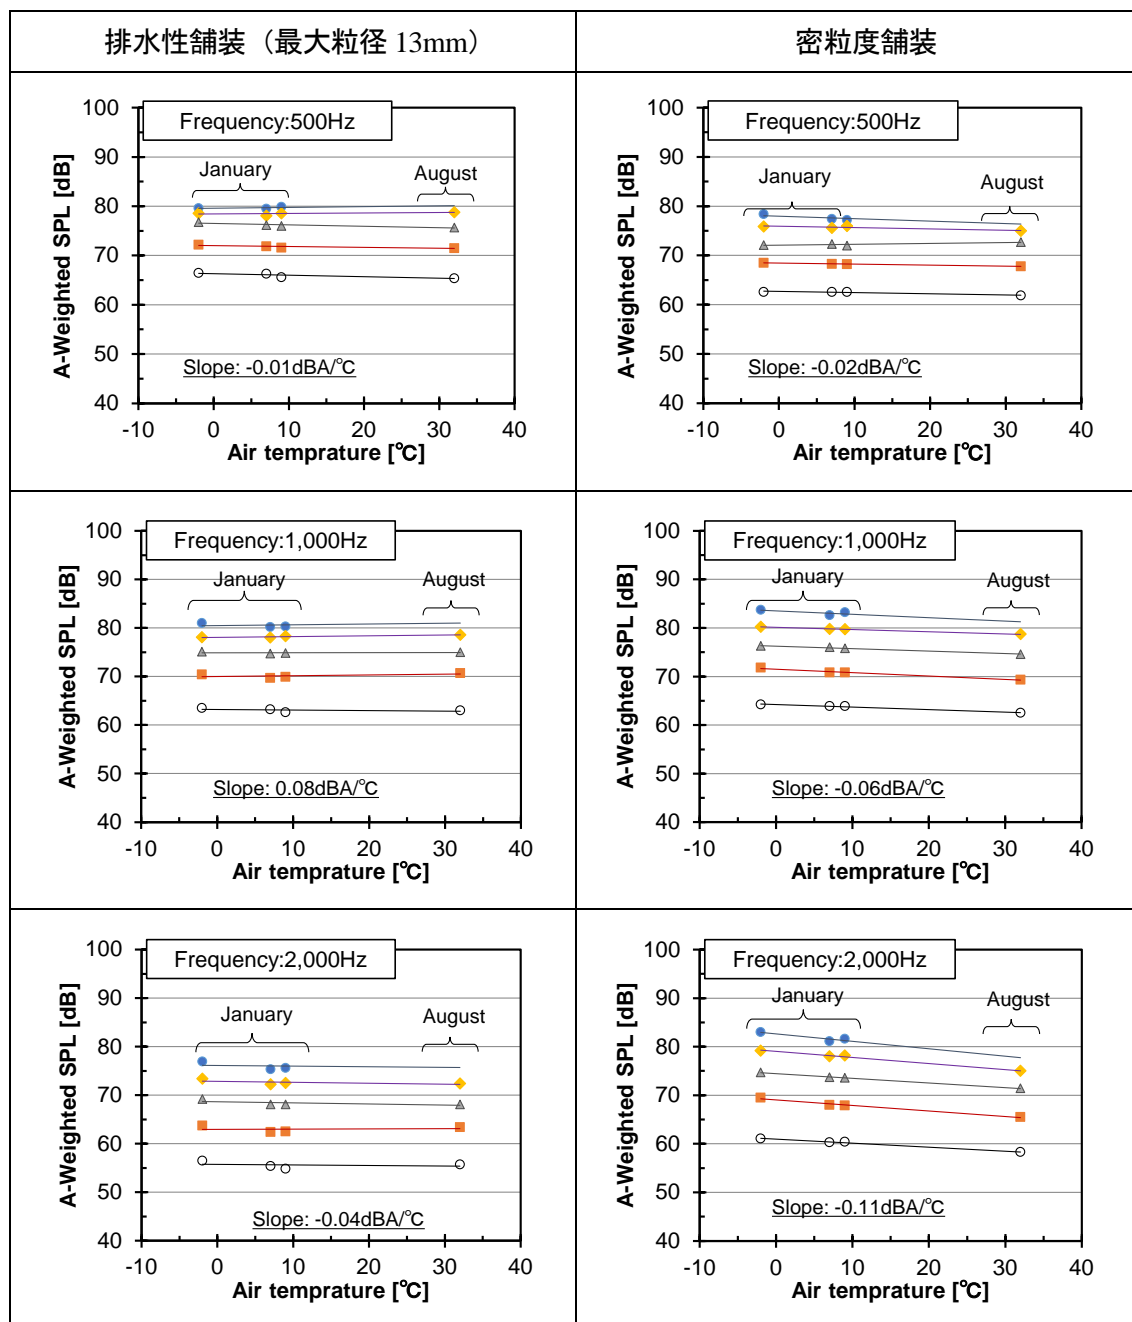 排水性舗装（最大粒径 13mm）
密粒度舗装
Frequency:500Hz
A-Weighted SPL [dB]
100
90
80
70
60
50
40
January
August
Slope: -0.01dBA/℃
-10 0 10 20 30 40
Air temprature [℃]
Frequency:500Hz
A-Weighted SPL [dB]
100
90
80
70
60
50
40
January
August
Slope: -0.02dBA/℃
-10 0 10 20 30 40
Air temprature [℃]
Frequency:1,000Hz
A-Weighted SPL [dB]
100
90
80
70
60
50
40
January
August
Slope: 0.08dBA/℃
-10 0 10 20 30 40
Air temprature [℃]
Frequency:1,000Hz
A-Weighted SPL [dB]
100
90
80
70
60
50
40
January
August
Slope: -0.06dBA/℃
-10 0 10 20 30 40
Air temprature [℃]
Frequency:2,000Hz
A-Weighted SPL [dB]
100
90
80
70
60
50
40
January
August
Slope: -0.04dBA/℃
-10 0 10 20 30 40
Air temprature [℃]
Frequency:2,000Hz
A-Weighted SPL [dB]
100
90
80
70
60
50
40
January
August
Slope: -0.11dBA/℃
-10 0 10 20 30 40
Air temprature [℃]